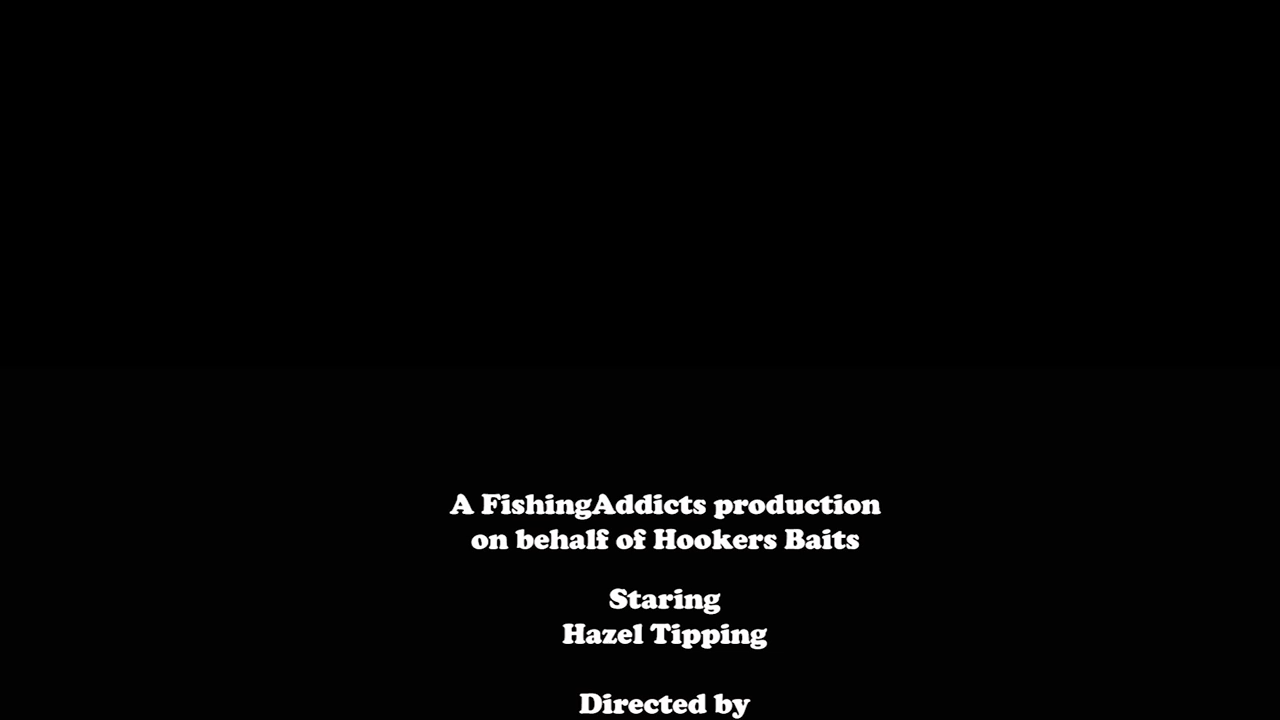 A FishingAddicts production
on behalf of Hookers Baits
Staring
Hazel Tipping
Directed by